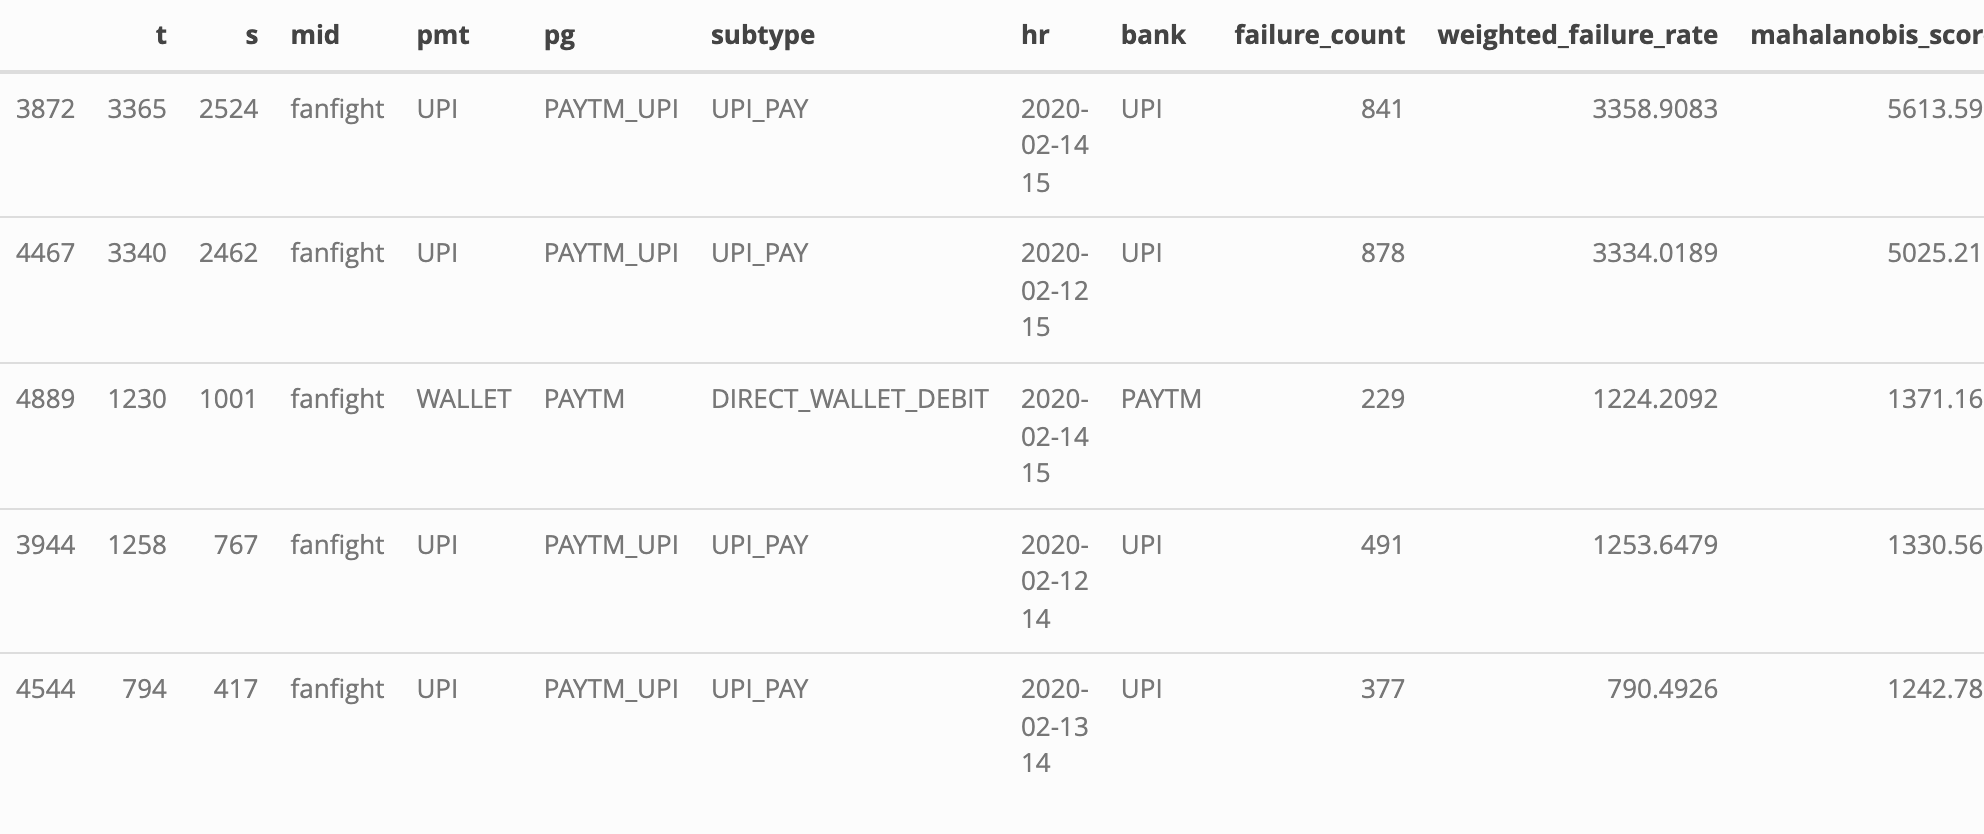 t s mid pmt pg subtype hr bank failure_count weighted_failure_rate mahalanobis_scor
3872 3365 2524 fanfight UPI PAYTM_UPI UPI_PAY 2020- UPI 841 3358.9083 5613.59
02-14
15
4467 3340 2462 fanfight UPI PAYTM_UPI UPI_PAY 2020- UPI 878 3334.0189 5025.21
02-12
15
4889 1230 1001 fanfight WALLET PAYTM DIRECT_WALLET_DEBIT 2020- PAYTM 229 1224.2092 1371.16
02-14
15
3944 1258 767 fanfight UPI PAYTM_UPI UPI_PAY 2020- UPI 491 1253.6479 1330.56
02-12
14
4544 794 417 fanfight UPI PAYTM_UPI UPI_PAY 2020- UPI 377 790.4926 1242.78
02-13
14